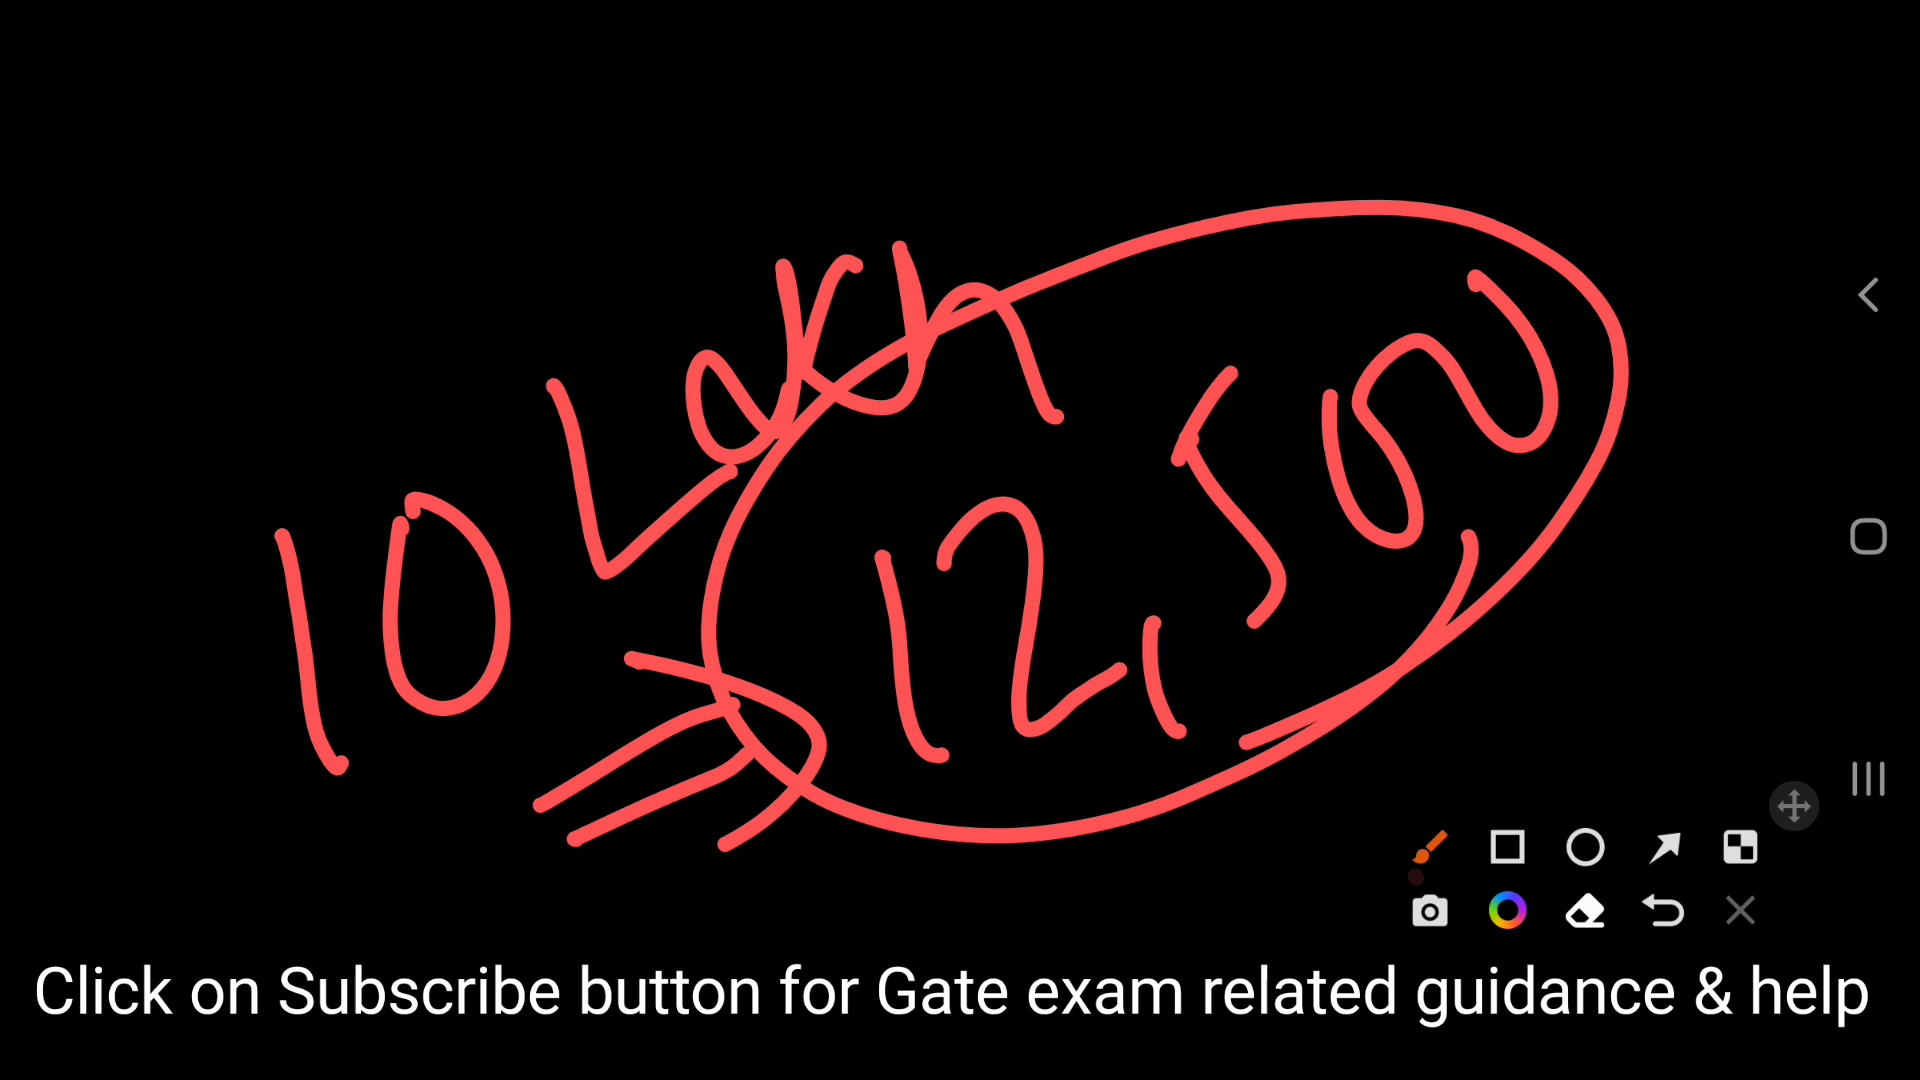 10 Lakh
⇒ 12,500
Click on Subscribe button for Gate exam related guidance & help